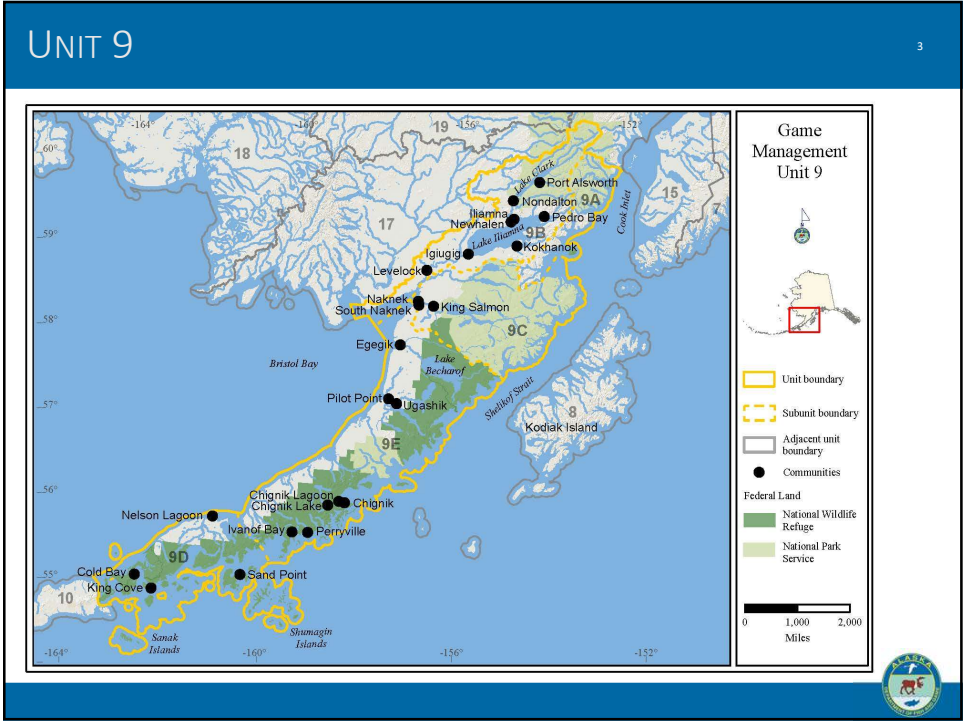 UNIT 9
3
-164°
-160°
19
-156°
-152°
60°
18
Lake Clark
Port Alsworth
9A
15
7
Nondalton
Iliamna
Newhalen
Pedro Bay
Cook Inlet
17
9B
59°
Lake Iliamna
Kokhanok
Igiugig
Levelock
Naknek
South Naknek
King Salmon
58°
9C
Egegik
Bristol Bay
Lake
Becharof
Shelikof Strait
57°
Pilot Point
Ugashik
8
Kodiak Island
9E
56°
Chignik Lagoon
Chignik Lake
Chignik
Nelson Lagoon
Ivanof Bay
Perryville
9D
55°
Cold Bay
King Cove
Sand Point
10
Sanak
Islands
Shumagin
Islands
-164°
-160°
-156°
-152°
Game
Management
Unit 9
Unit boundary
Subunit boundary
Adjacent unit
boundary
Communities
Federal Land
National Wildlife
Refuge
National Park
Service
0 1,000 2,000
Miles
ALASKA